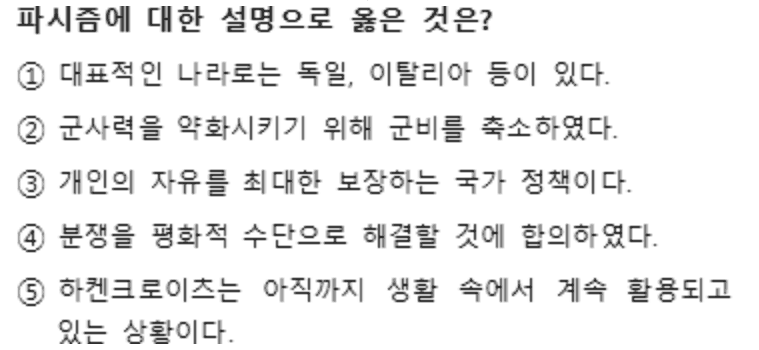 파시즘에 대한 설명으로 옳은 것은?
① 대표적인 나라로는 독일, 이탈리아 등이 있다.
② 군사력을 약화시키기 위해 군비를 축소하였다.
③ 개인의 자유를 최대한 보장하는 국가 정책이다.
④ 분쟁을 평화적 수단으로 해결할 것에 합의하였다.
⑤ 하켄크로이츠는 아직까지 생활 속에서 계속 활용되고
있는 상황이다.